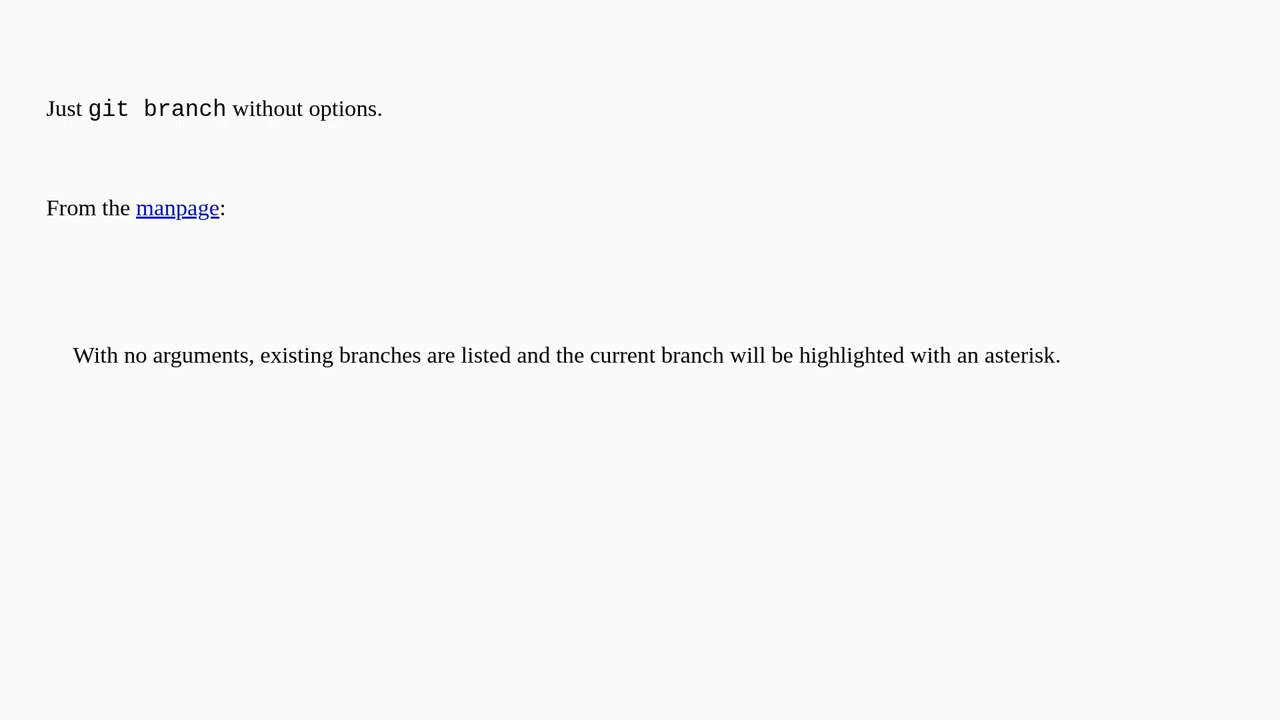 Just git branch without options.
From the manpage:
With no arguments, existing branches are listed and the current branch will be highlighted with an asterisk.